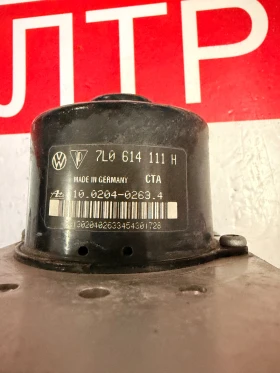 ЛТР
7L0 614 111 H
MADE IN GERMANY CTA
10.0204-0263.4